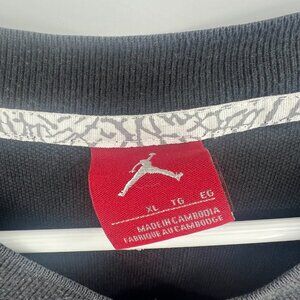 XL TG EG
MADE IN CAMBODIA
FABRIQUÉ AU CAMBODGE